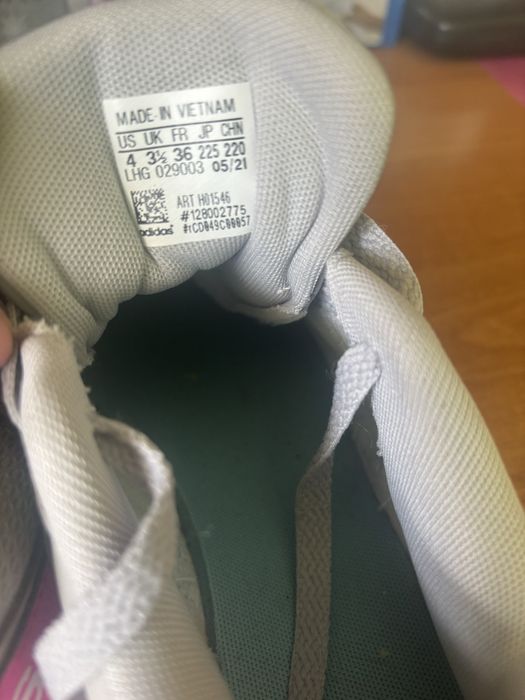 MADE-IN VIETNAM
US UK FR JP CHN
4 3½ 36 225 220
LHG 029003 05/21
ART H01546
#128002775
adidas #rCD049C00057